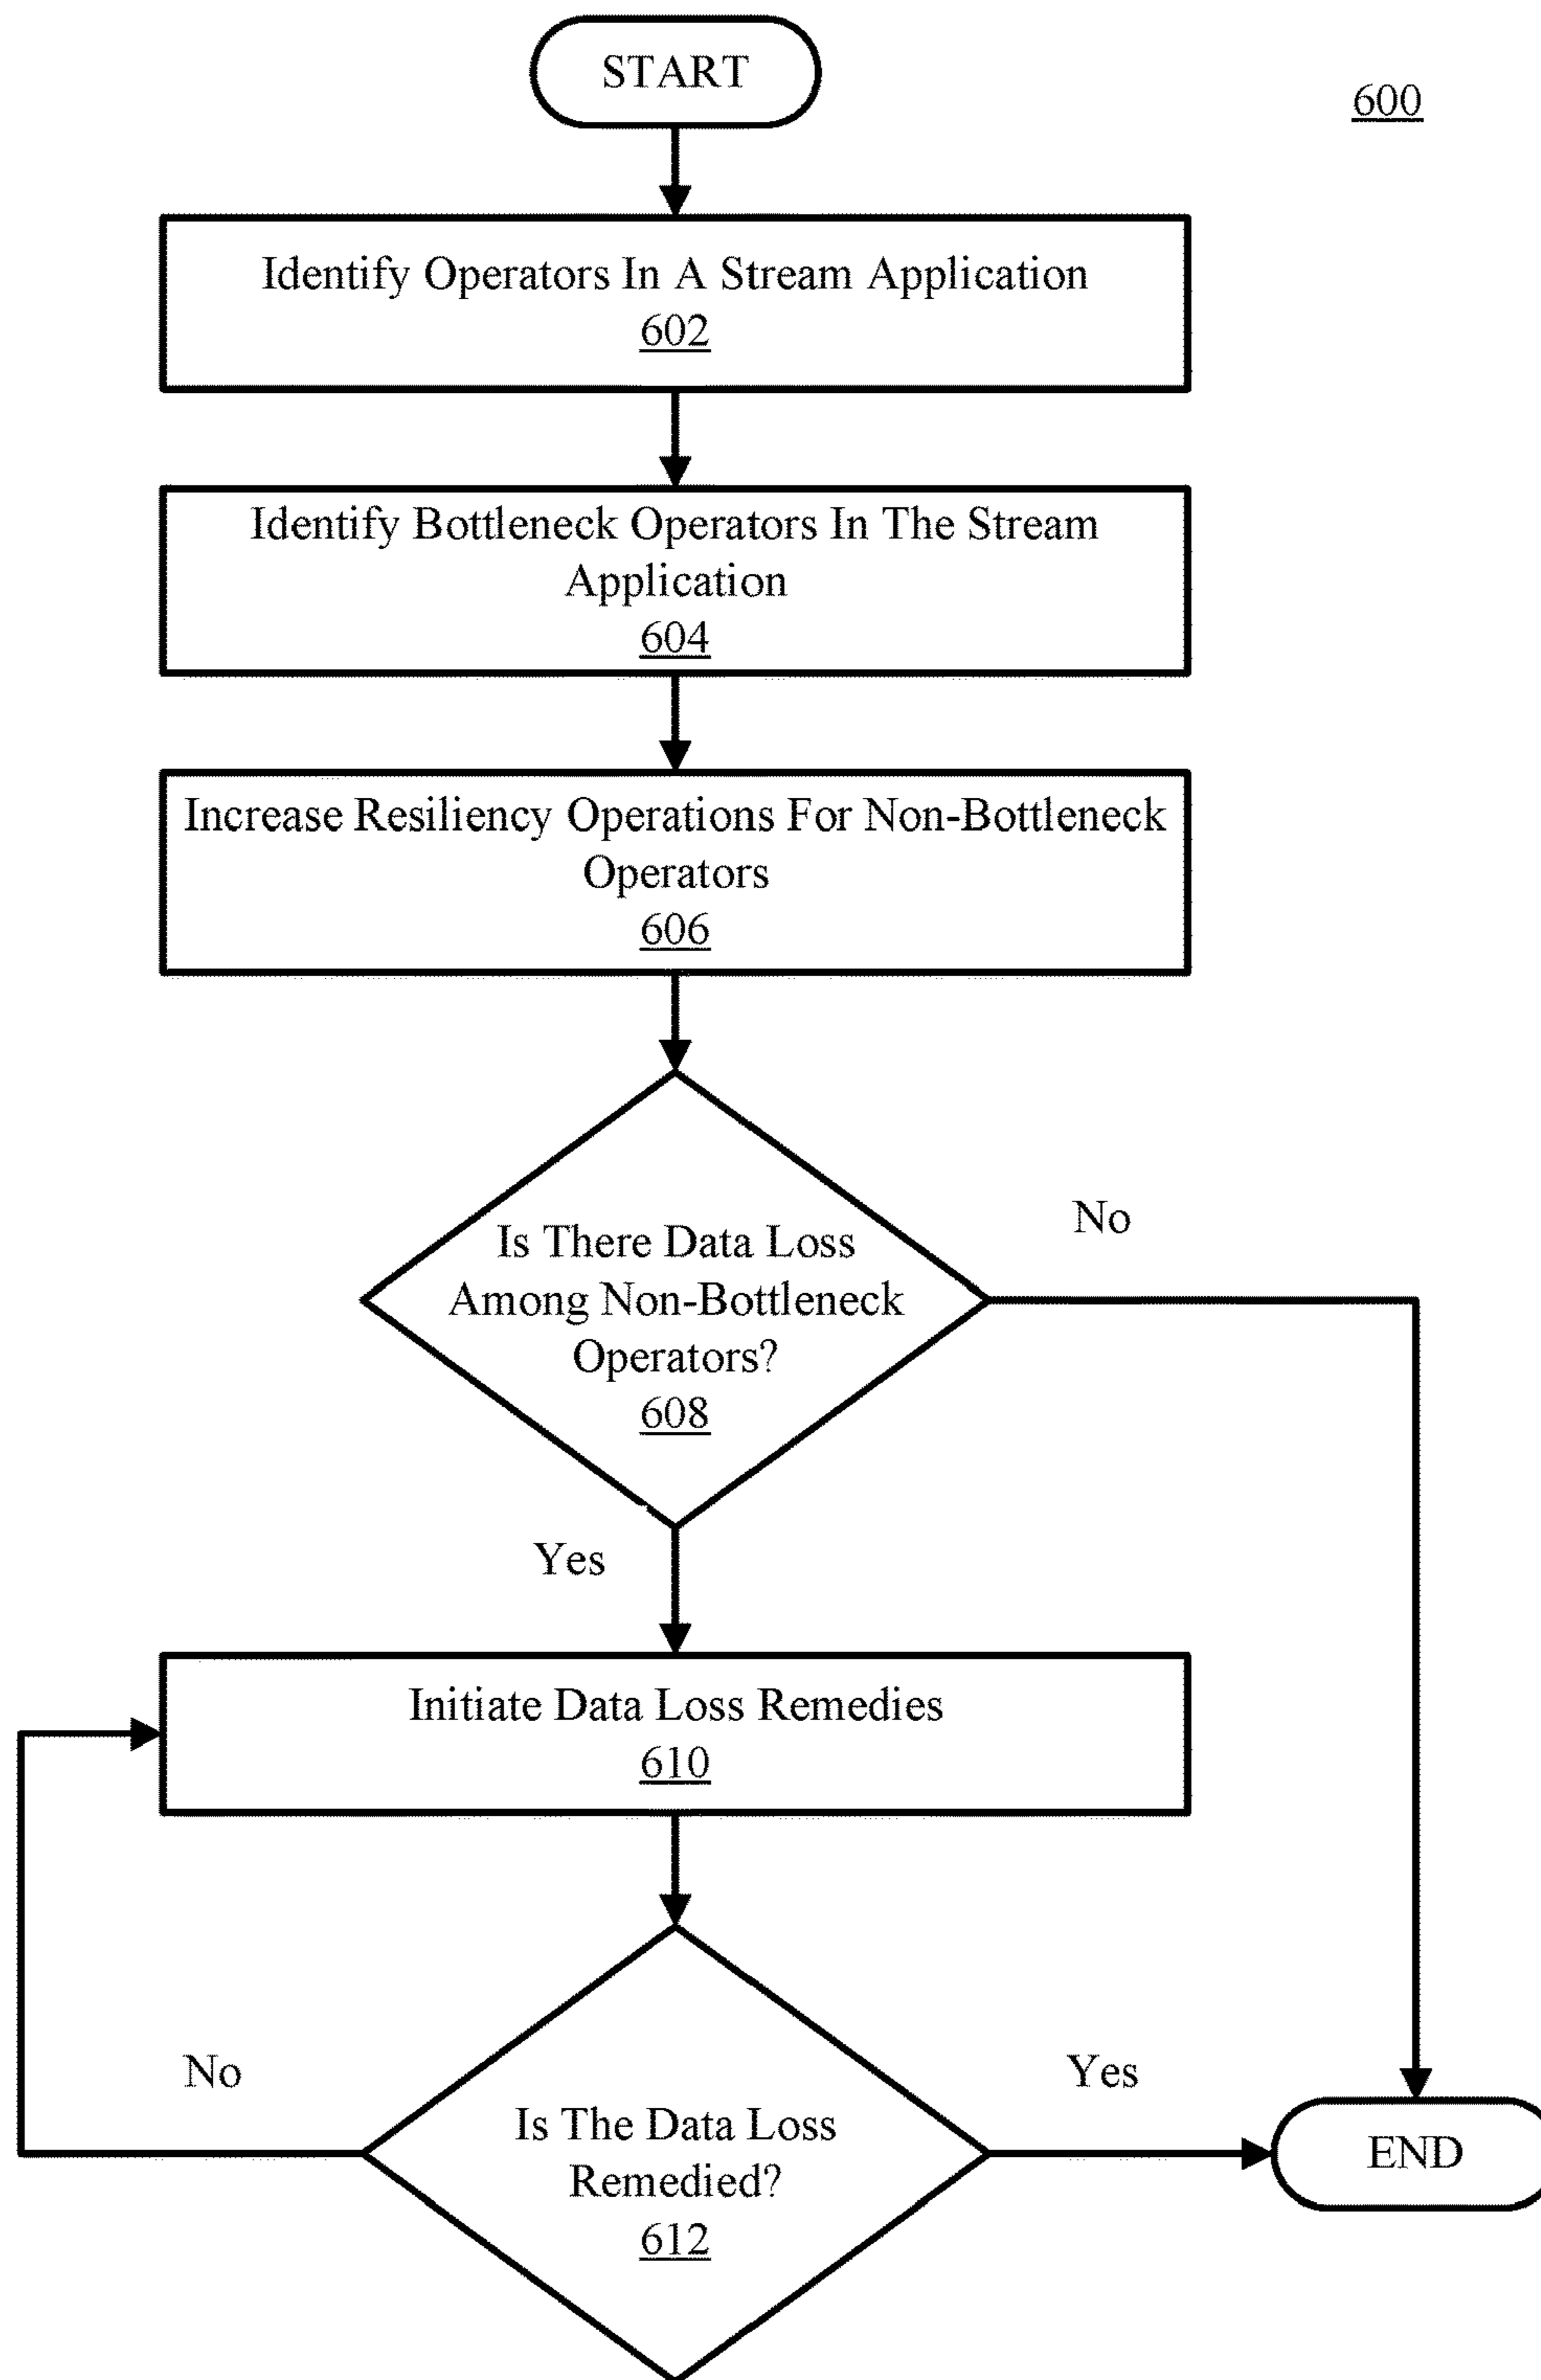 START
600
Identify Operators In A Stream Application
602
Identify Bottleneck Operators In The Stream
Application
604
Increase Resiliency Operations For Non-Bottleneck
Operators
606
Is There Data Loss
Among Non-Bottleneck
Operators?
608
No
Yes
Initiate Data Loss Remedies
610
No
Is The Data Loss
Remedied?
612
Yes
END